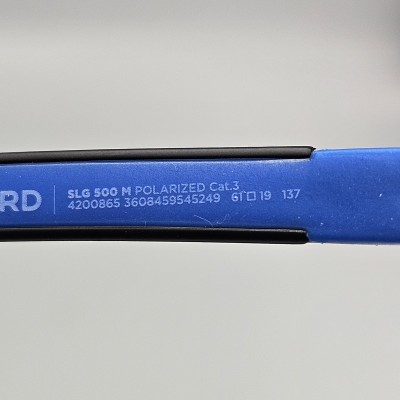 RD
SLG 500 M POLARIZED Cat.3
4200865 3608459545249 61□19 137